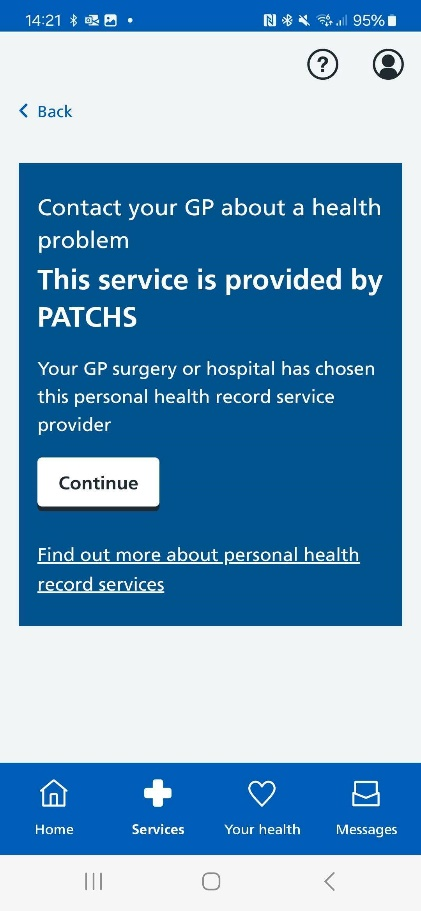 14:21 95%
?
Back
Contact your GP about a health
problem
This service is provided by
PATCHS
Your GP surgery or hospital has chosen
this personal health record service
provider
Continue
Find out more about personal health
record services
Home Services Your health Messages